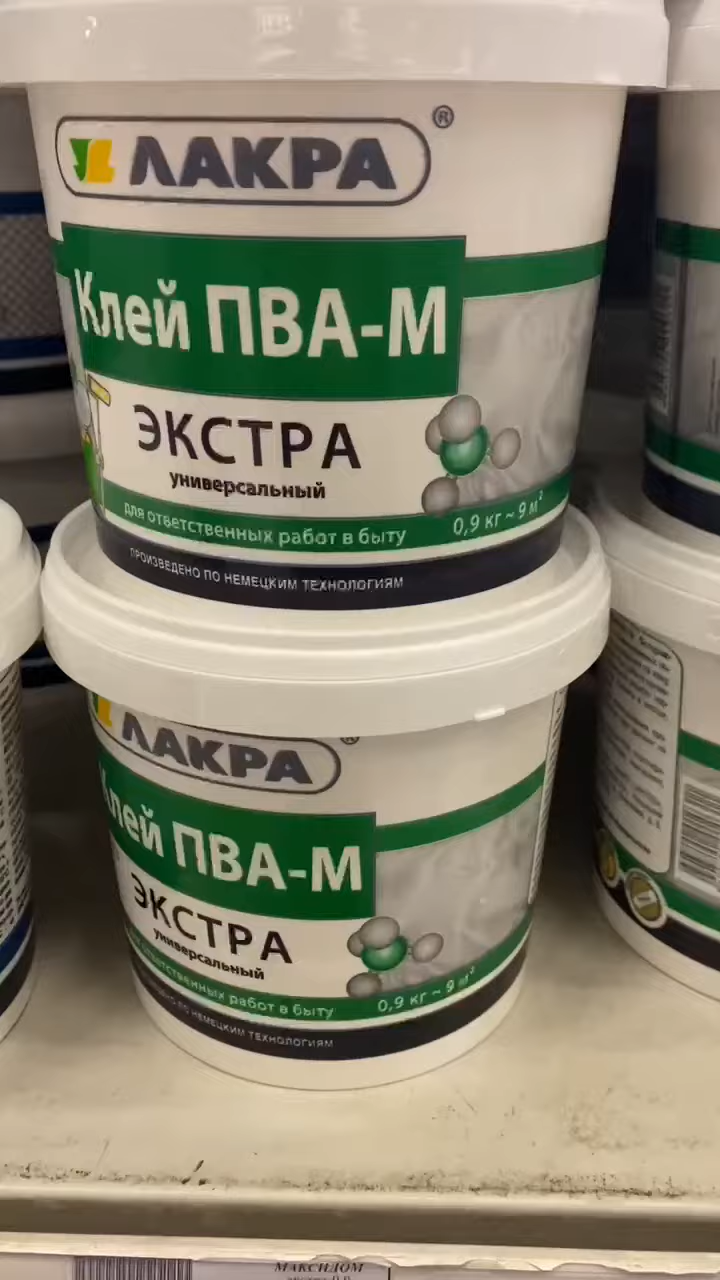 ЛАКРА ®
Клей ПВА-М
ЭКСТРА
универсальный
для ответственных работ в быту
0,9 кг ~ 9 м²
ПРОИЗВЕДЕНО ПО НЕМЕЦКИМ ТЕХНОЛОГИЯМ
ЛАКРА ®
Клей ПВА-М
ЭКСТРА
универсальный
ответственных работ в быту
0,9 кг ~ 9 м²
ПО НЕМЕЦКИМ ТЕХНОЛОГИЯМ
МАКСИДОМ